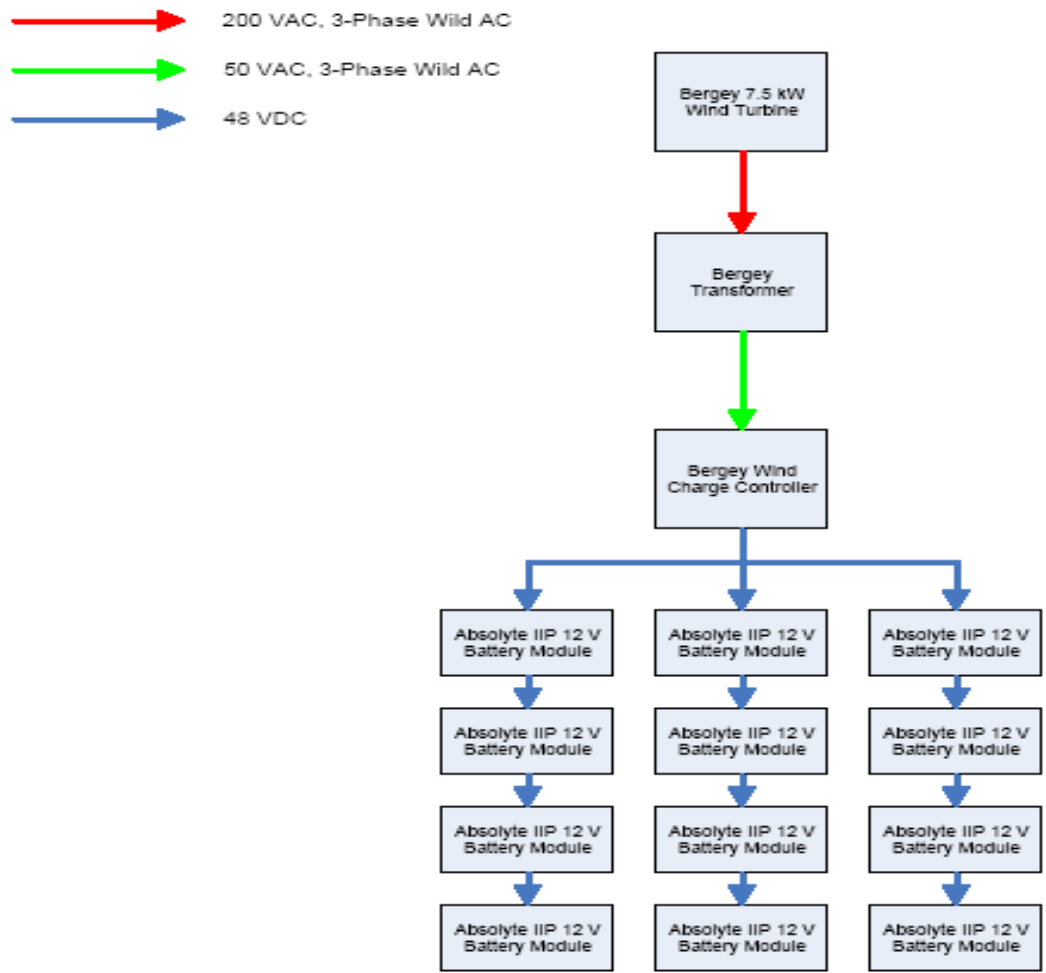 200 VAC, 3-Phase Wild AC
50 VAC, 3-Phase Wild AC
48 VDC
Bergey 7.5 kW
Wind Turbine
Bergey
Transformer
Bergey Wind
Charge Controller
Absolyte IIP 12 V
Battery Module
Absolyte IIP 12 V
Battery Module
Absolyte IIP 12 V
Battery Module
Absolyte IIP 12 V
Battery Module
Absolyte IIP 12 V
Battery Module
Absolyte IIP 12 V
Battery Module
Absolyte IIP 12 V
Battery Module
Absolyte IIP 12 V
Battery Module
Absolyte IIP 12 V
Battery Module
Absolyte IIP 12 V
Battery Module
Absolyte IIP 12 V
Battery Module
Absolyte IIP 12 V
Battery Module